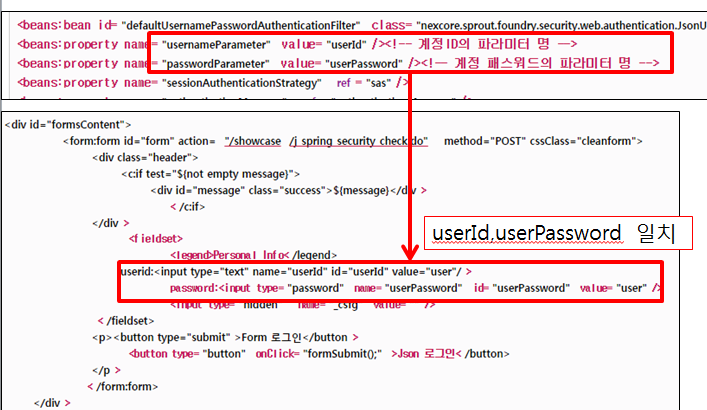 <beans:bean id="defaultUsernamePasswordAuthenticationFilter" class="nexcore.sprout.foundry.security.web.authentication.JsonU
<beans:property name="usernameParameter" value="userId" /><!-- 계정ID의 파라미터 명 -->
<beans:property name="passwordParameter" value="userPassword" /><!-- 계정 패스워드의 파라미터 명 -->
<beans:property name="sessionAuthenticationStrategy" ref = "sas" />
<div id="formsContent">
<form:form id="form" action= "/showcase /j spring security check.do" method="POST" cssClass="cleanform">
<div class="header">
<c:if test="${not empty message}">
<div id="message" class="success">${message}</div >
</c:if>
</div >
<fieldset>
<legend>Personal Info</legend>
userid:<input type="text" name="userId" id="userId" value="user"/ >
password:<input type= "password" name="userPassword" id="userPassword" value= "user" />
userId,userPassword 일치
<input type= "hidden" name= _csrg value= />
</fieldset>
<p><button type="submit" >Form 로그인</button >
<button type= "button" onClick= "formSubmit();" >Json 로그인</button>
</p >
</form:form>
</div >